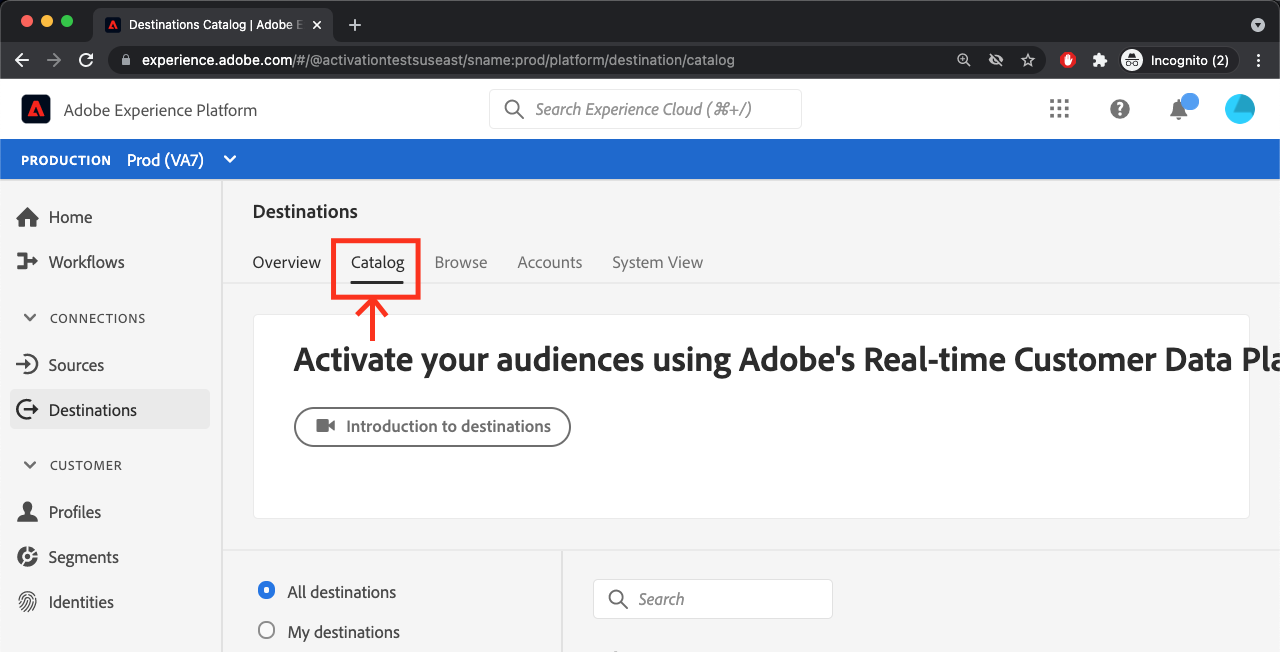 Destinations Catalog | Adobe E
experience.adobe.com/#/@activationtestsuseast/sname:prod/platform/destination/catalog
Incognito (2)
Adobe Experience Platform
Search Experience Cloud (⌘+/)
PRODUCTION Prod (VA7)
Home
Workflows
CONNECTIONS
Sources
Destinations
CUSTOMER
Profiles
Segments
Identities
Destinations
Overview Catalog Browse Accounts System View
Activate your audiences using Adobe's Real-time Customer Data Pla
Introduction to destinations
All destinations
My destinations
Search